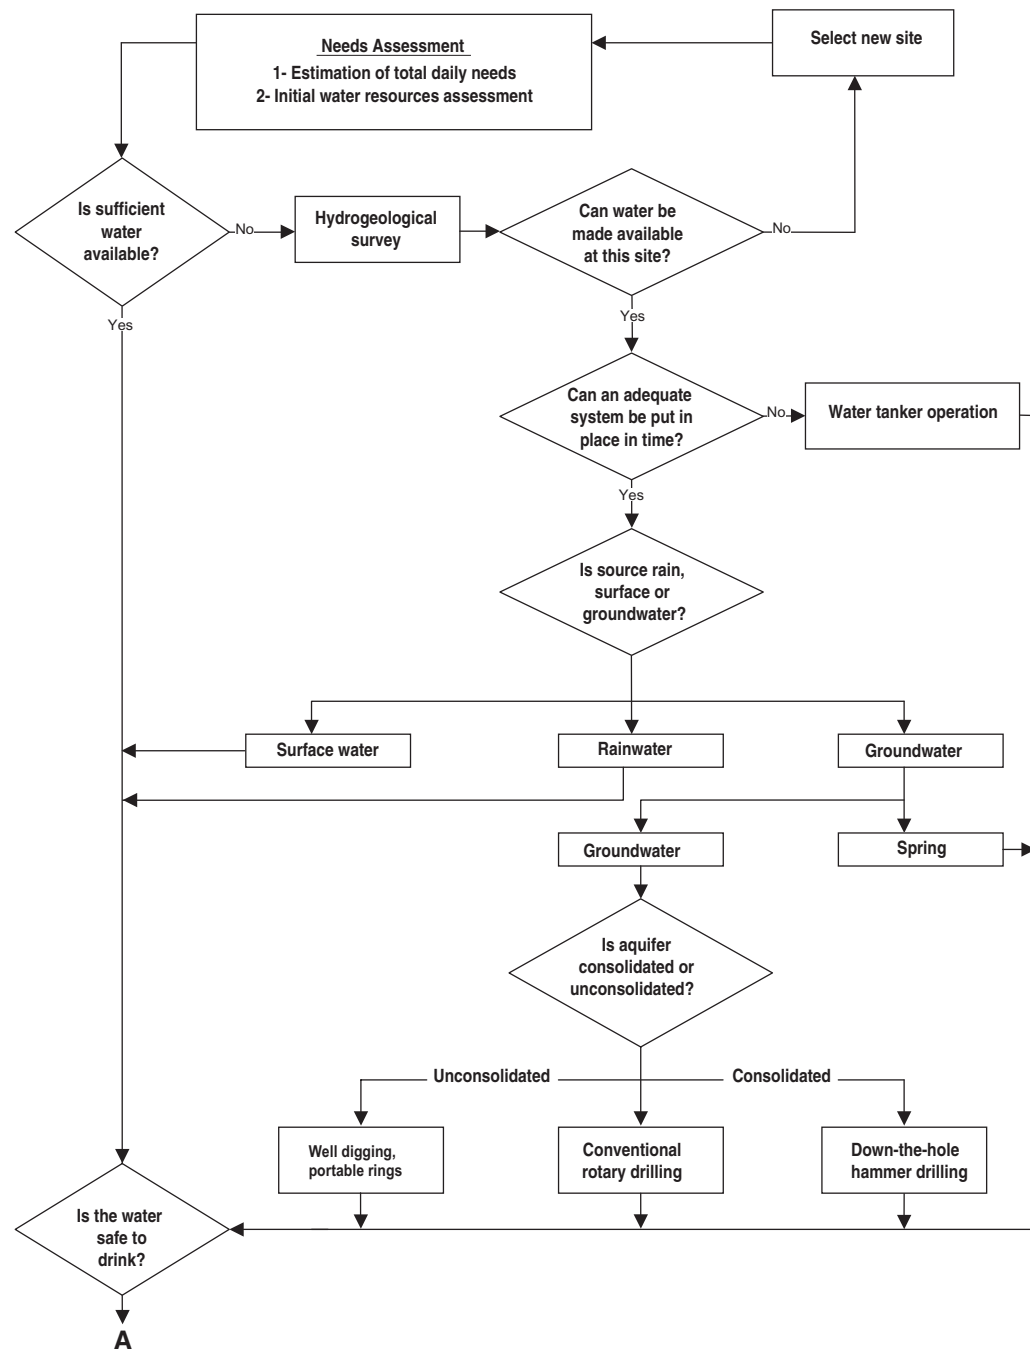 Needs Assessment
1- Estimation of total daily needs
2- Initial water resources assessment
Select new site
Is sufficient
water
available?
No
Hydrogeological
survey
Can water be
made available
at this site?
No
Yes
Yes
Can an adequate
system be put in
place in time?
No
Water tanker operation
Yes
Is source rain,
surface or
groundwater?
Surface water
Rainwater
Groundwater
Groundwater
Spring
Is aquifer
consolidated or
unconsolidated?
Unconsolidated
Consolidated
Well digging,
portable rings
Conventional
rotary drilling
Down-the-hole
hammer drilling
Is the water
safe to
drink?
A